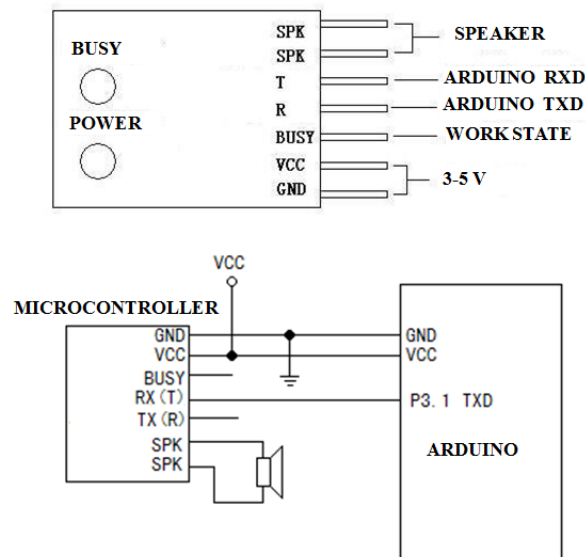 SPK
SPEAKER
BUSY
SPK
T
ARDUINO RXD
R
ARDUINO TXD
POWER
BUSY
WORK STATE
VCC
3-5 V
GND
VCC
MICROCONTROLLER
GND
GND
VCC
VCC
BUSY
RX(T)
P3.1 TXD
TX(R)
SPK
ARDUINO
SPK